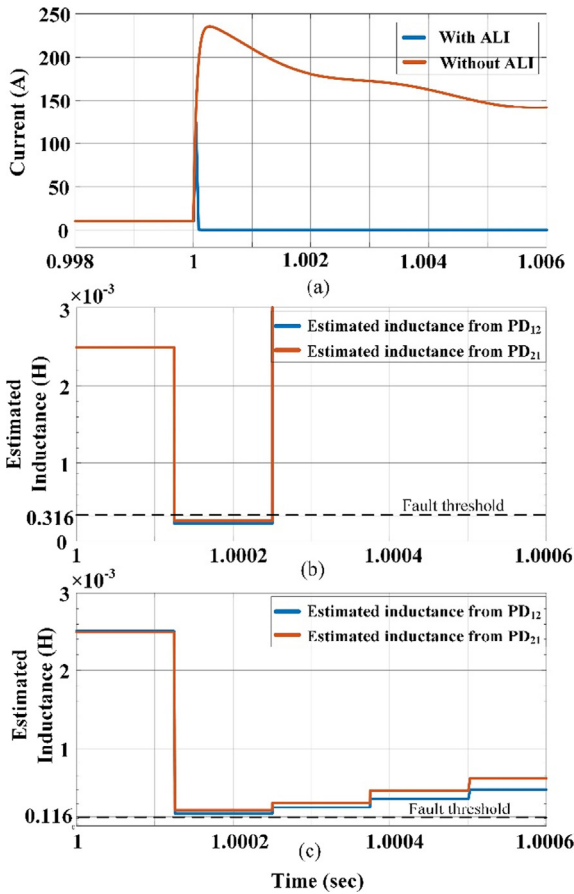 250
With ALI
200
Without ALI
150
100
50
0
Current (A)
0.998
1
1.002
1.004
1.006
(a)
×10⁻³
3
Estimated inductance from PD₁₂
Estimated inductance from PD₂₁
2
1
Fault threshold
0.316
0
Estimated
Inductance (H)
1
1.0002
1.0004
1.0006
(b)
×10⁻³
3
Estimated inductance from PD₁₂
Estimated inductance from PD₂₁
2
1
Fault threshold
0.116
Estimated
Inductance (H)
1
1.0002
1.0004
1.0006
(c)
Time (sec)